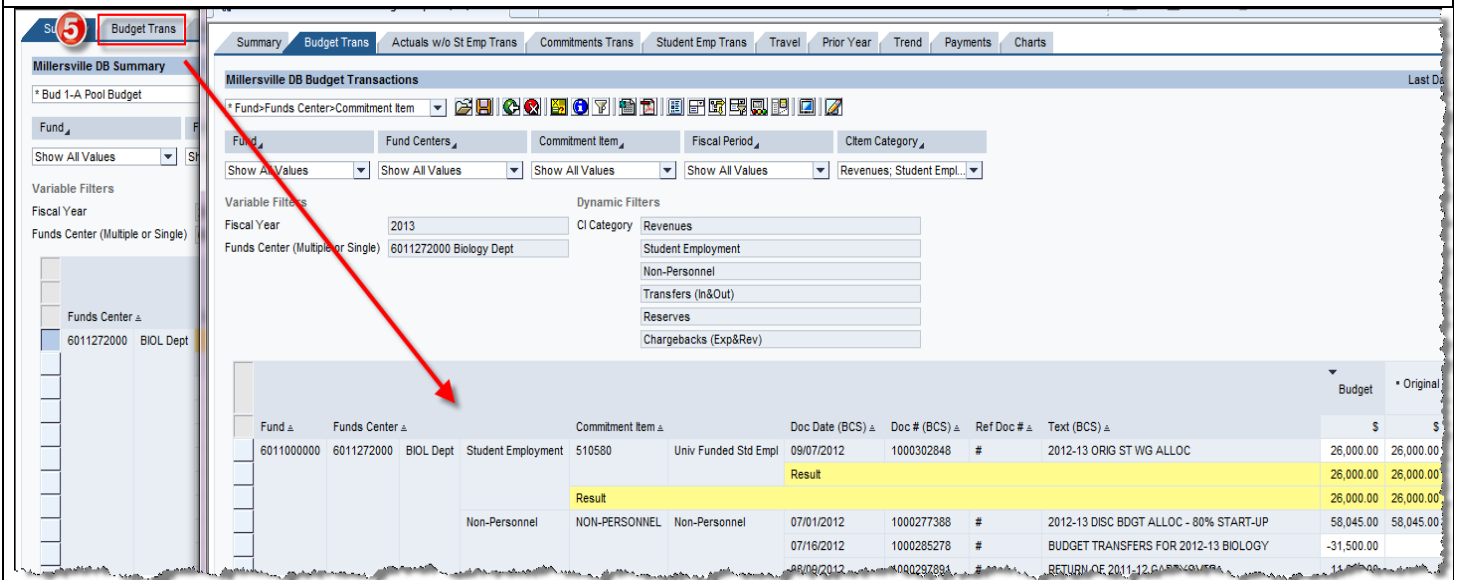 Su 5 Budget Trans
Millersville DB Summary
* Bud 1-A Pool Budget
Fund
Show All Values
Variable Filters
Fiscal Year
Funds Center (Multiple or Single)
Funds Center
6011272000 BIOL Dept
Summary Budget Trans Actuals w/o St Emp Trans Commitments Trans Student Emp Trans Travel Prior Year Trend Payments Charts
Millersville DB Budget Transactions Last Da
* Fund>Funds Center>Commitment Item
Fund Fund Centers Commitment Item Fiscal Period CItem Category
Show All Values Show All Values Show All Values Show All Values Revenues; Student Empl...
Variable Filters Dynamic Filters
Fiscal Year 2013 CI Category Revenues
Funds Center (Multiple or Single) 6011272000 Biology Dept Student Employment
Non-Personnel
Transfers (In&Out)
Reserves
Chargebacks (Exp&Rev)
Budget Original
Fund Funds Center Commitment Item Doc Date (BCS) Doc # (BCS) Ref Doc # Text (BCS) $ $
6011000000 6011272000 BIOL Dept Student Employment 510580 Univ Funded Std Empl 09/07/2012 1000302848 # 2012-13 ORIG ST WG ALLOC 26,000.00 26,000.00
Result 26,000.00 26,000.00
Result 26,000.00 26,000.00
Non-Personnel NON-PERSONNEL Non-Personnel 07/01/2012 1000277388 # 2012-13 DISC BDGT ALLOC - 80% START-UP 58,045.00 58,045.00
07/16/2012 1000285278 # BUDGET TRANSFERS FOR 2012-13 BIOLOGY -31,500.00
# RETURN OF 2011-12